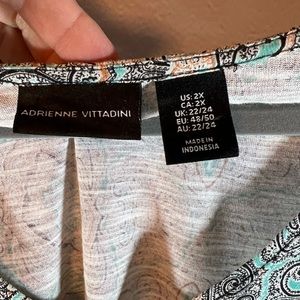 ADRIENNE VITTADINI
US: 2X
CA: 2X
UK: 22/24
EU: 48/50
AU: 22/24
MADE IN
INDONESIA